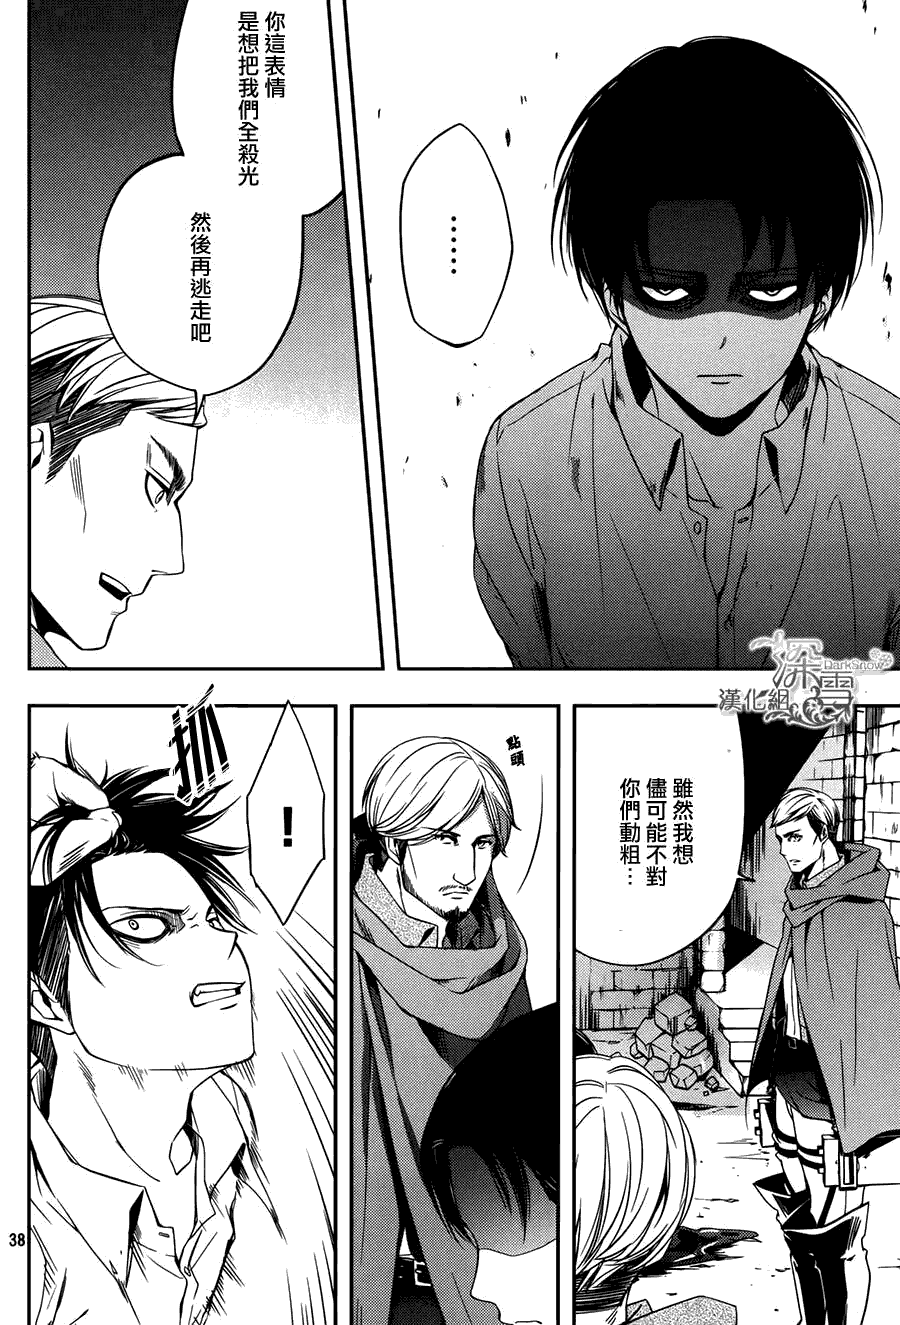 ……
你這表情
是想把我們全殺光
然後再逃走吧
DarkSnow
深雪
漢化組
雖然我想
儘可能不對
你們動粗…
點頭
!
抓
38